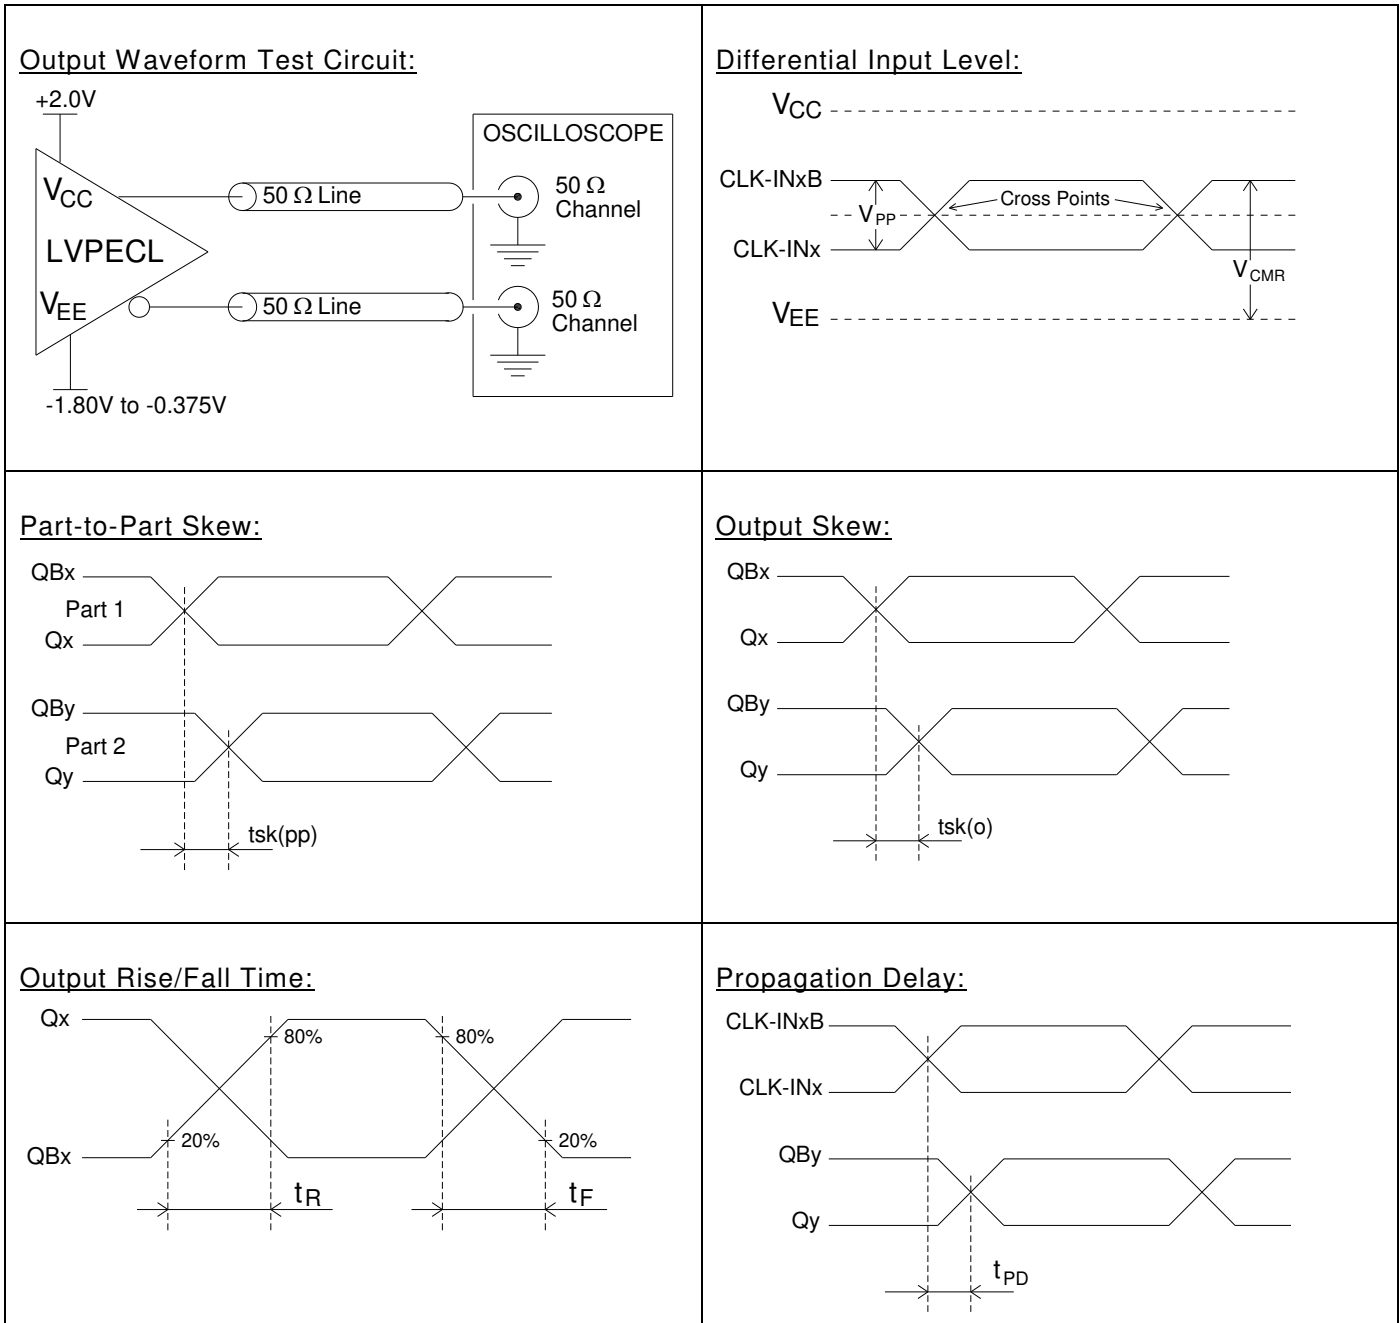 Output Waveform Test Circuit:
+2.0V
OSCILLOSCOPE
VCC
50 Ω Line
50 Ω
Channel
LVPECL
VEE
50 Ω Line
50 Ω
Channel
-1.80V to -0.375V
Differential Input Level:
VCC
CLK-INxB
Cross Points
VPP
CLK-INx
VCMR
VEE
Part-to-Part Skew:
QBx
Part 1
Qx
QBy
Part 2
Qy
tsk(pp)
Output Skew:
QBx
Qx
QBy
Qy
tsk(o)
Output Rise/Fall Time:
Qx
80%
80%
20%
20%
QBx
tR
tF
Propagation Delay:
CLK-INxB
CLK-INx
QBy
Qy
tPD